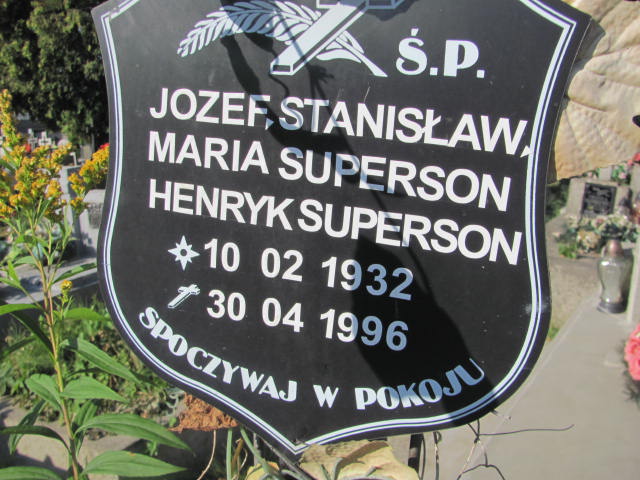 Ś.P.
JOZEF, STANISŁAW,
MARIA SUPERSON
HENRYK SUPERSON
10 02 1932
30 04 1996
SPOCZYWAJ W POKOJU